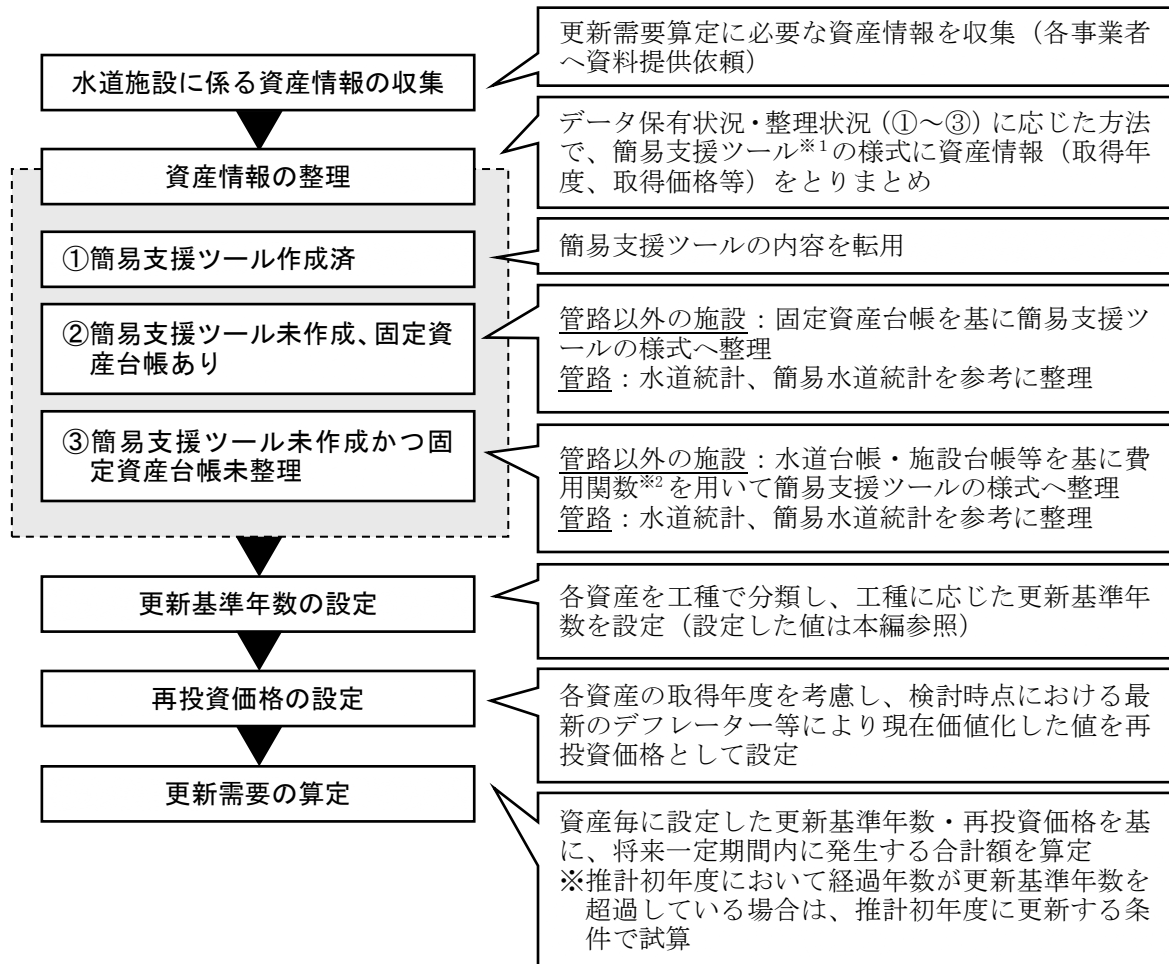 水道施設に係る資産情報の収集
更新需要算定に必要な資産情報を収集（各事業者
へ資料提供依頼）
資産情報の整理
データ保有状況・整理状況（①～③）に応じた方法
で、簡易支援ツール※1の様式に資産情報（取得年
度、取得価格等）をとりまとめ
①簡易支援ツール作成済
簡易支援ツールの内容を転用
②簡易支援ツール未作成、固定資
産台帳あり
管路以外の施設：固定資産台帳を基に簡易支援ツ
ールの様式へ整理
管路：水道統計、簡易水道統計を参考に整理
③簡易支援ツール未作成かつ固
定資産台帳未整理
管路以外の施設：水道台帳・施設台帳等を基に費
用関数※2を用いて簡易支援ツールの様式へ整理
管路：水道統計、簡易水道統計を参考に整理
更新基準年数の設定
各資産を工種で分類し、工種に応じた更新基準年
数を設定（設定した値は本編参照）
再投資価格の設定
各資産の取得年度を考慮し、検討時点における最
新のデフレーター等により現在価値化した値を再
投資価格として設定
更新需要の算定
資産毎に設定した更新基準年数・再投資価格を基
に、将来一定期間内に発生する合計額を算定
※推計初年度において経過年数が更新基準年数を
超過している場合は、推計初年度に更新する条
件で試算